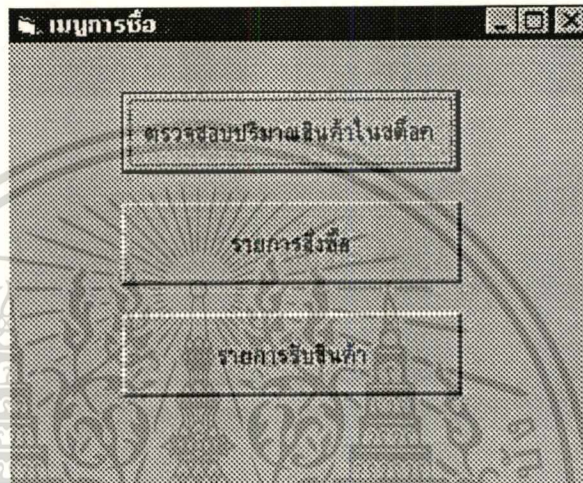 เมนูการซื้อ
ตรวจสอบปริมาณสินค้าในสต็อค
รายการสั่งซื้อ
รายการรับสินค้า